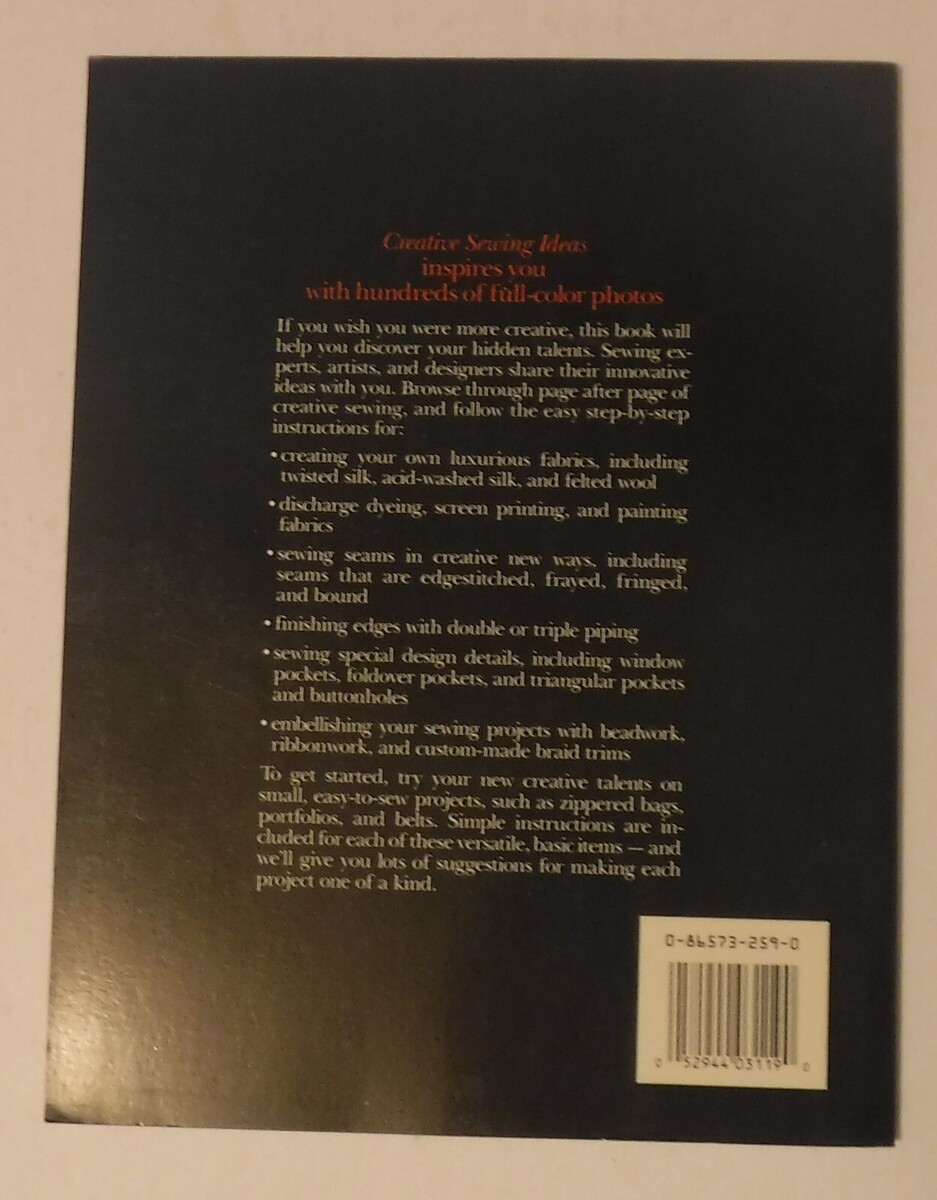 Creative Sewing Ideas
inspires you
with hundreds of full-color photos
If you wish you were more creative, this book will
help you discover your hidden talents. Sewing ex-
perts, artists, and designers share their innovative
ideas with you. Browse through page after page of
creative sewing, and follow the easy step-by-step
instructions for:
• creating your own luxurious fabrics, including
twisted silk, acid-washed silk, and felted wool
• discharge dyeing, screen printing, and painting
fabrics
• sewing seams in creative new ways, including
seams that are edgestitched, frayed, fringed,
and bound
• finishing edges with double or triple piping
• sewing special design details, including window
pockets, foldover pockets, and triangular pockets
and buttonholes
• embellishing your sewing projects with beadwork,
ribbonwork, and custom-made braid trims
To get started, try your new creative talents on
small, easy-to-sew projects, such as zippered bags,
portfolios, and belts. Simple instructions are in-
cluded for each of these versatile, basic items — and
we'll give you lots of suggestions for making each
project one of a kind.
0-86573-259-0
0 52944 03119 0